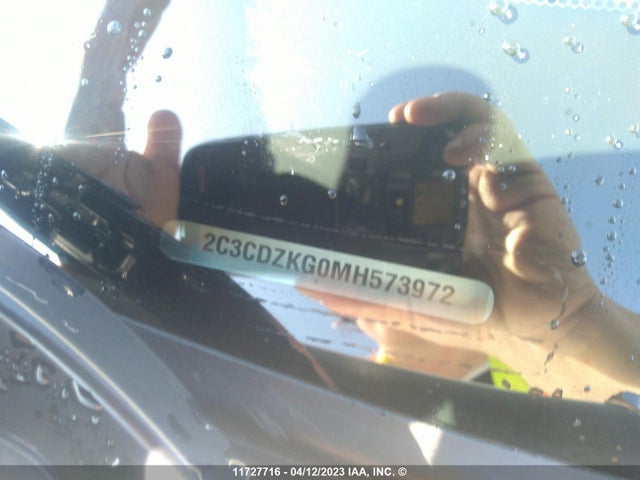 2C3CDZKG0MH573972
11727716 - 04/12/2023 IAA, INC. ©